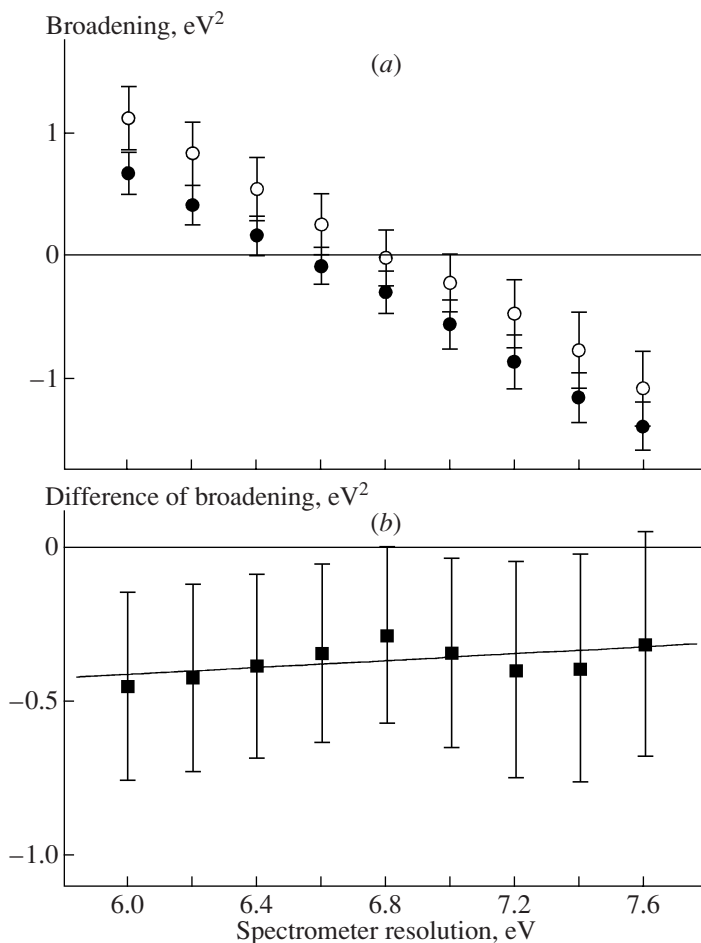 Broadening, eV²
(a)
1
0
−1
Difference of broadening, eV²
(b)
0
−0.5
−1.0
6.0 6.4 6.8 7.2 7.6
Spectrometer resolution, eV